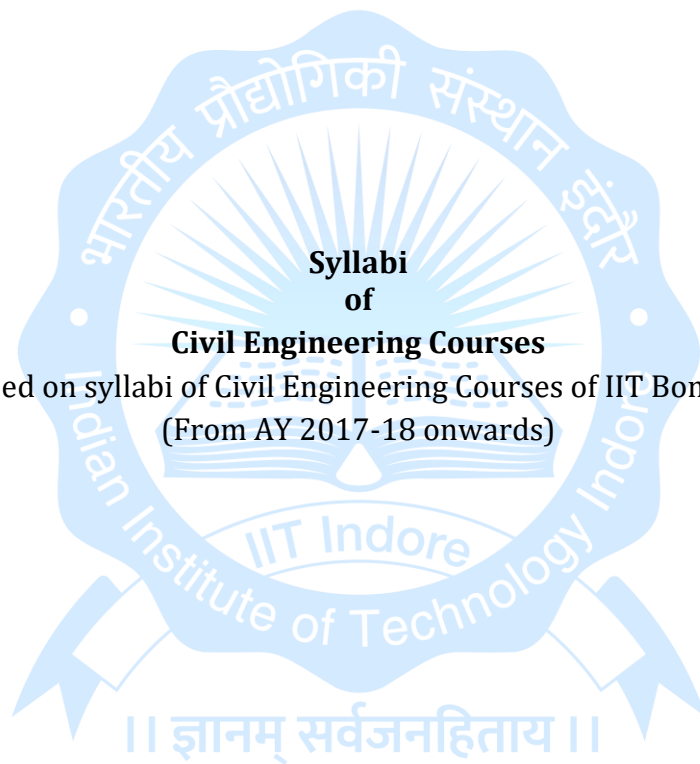 भारतीय प्रौद्योगिकी संस्थान इंदौर
Syllabi
of
Civil Engineering Courses
ed on syllabi of Civil Engineering Courses of IIT Bon
(From AY 2017-18 onwards)
IIT Indore
Indian Institute of Technology Indore
।। ज्ञानम् सर्वजनहिताय ।।